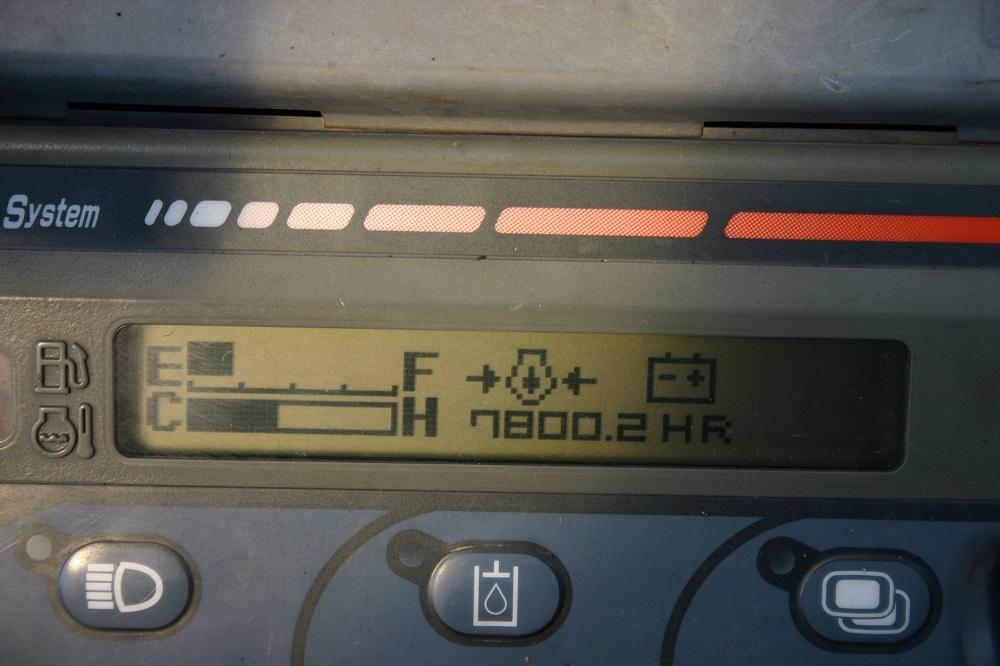 System
E F
C H 7800.2 HR